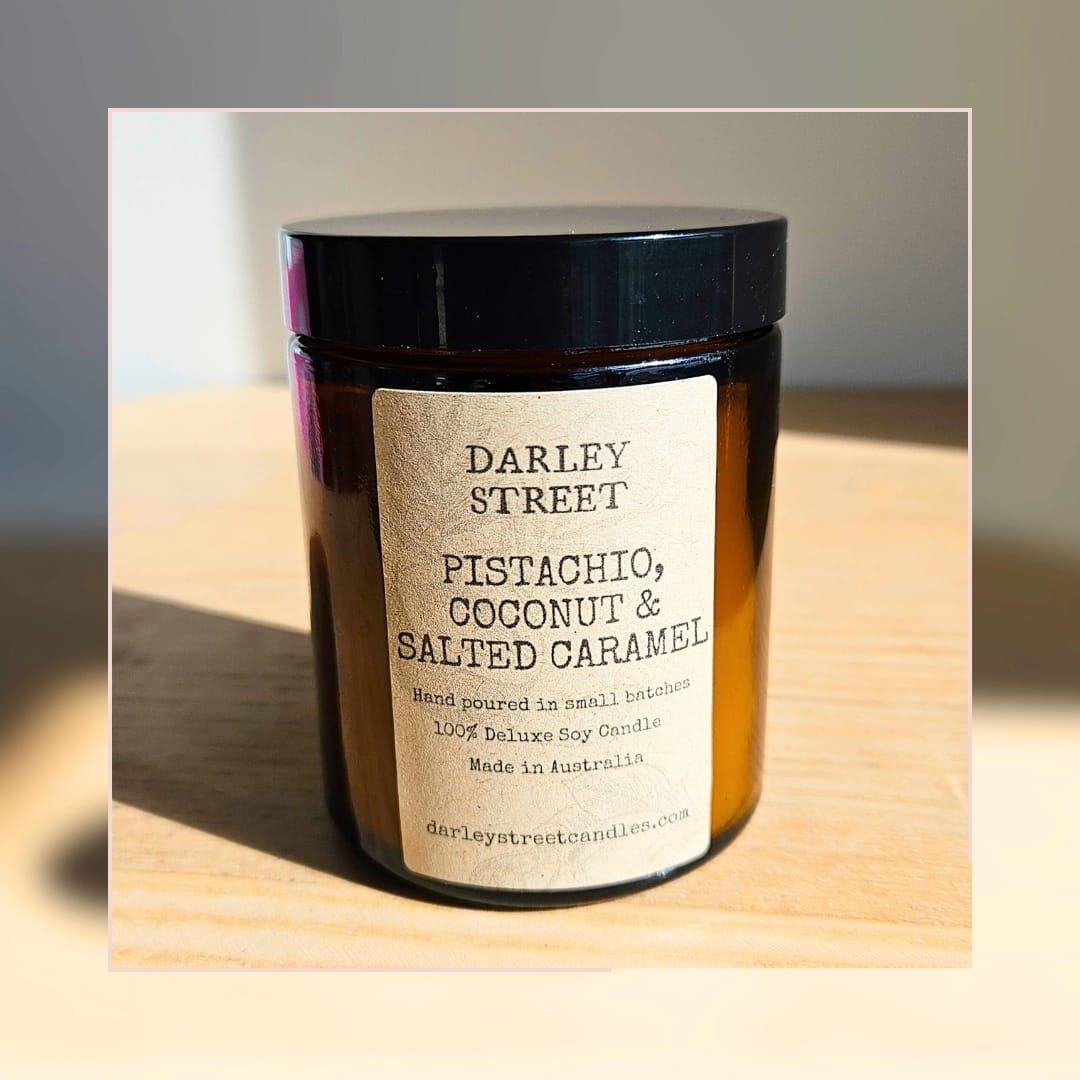 DARLEY
STREET
PISTACHIO,
COCONUT &
SALTED CARAMEL
Hand poured in small batches
100% Deluxe Soy Candle
Made in Australia
darleystreetcandles.com